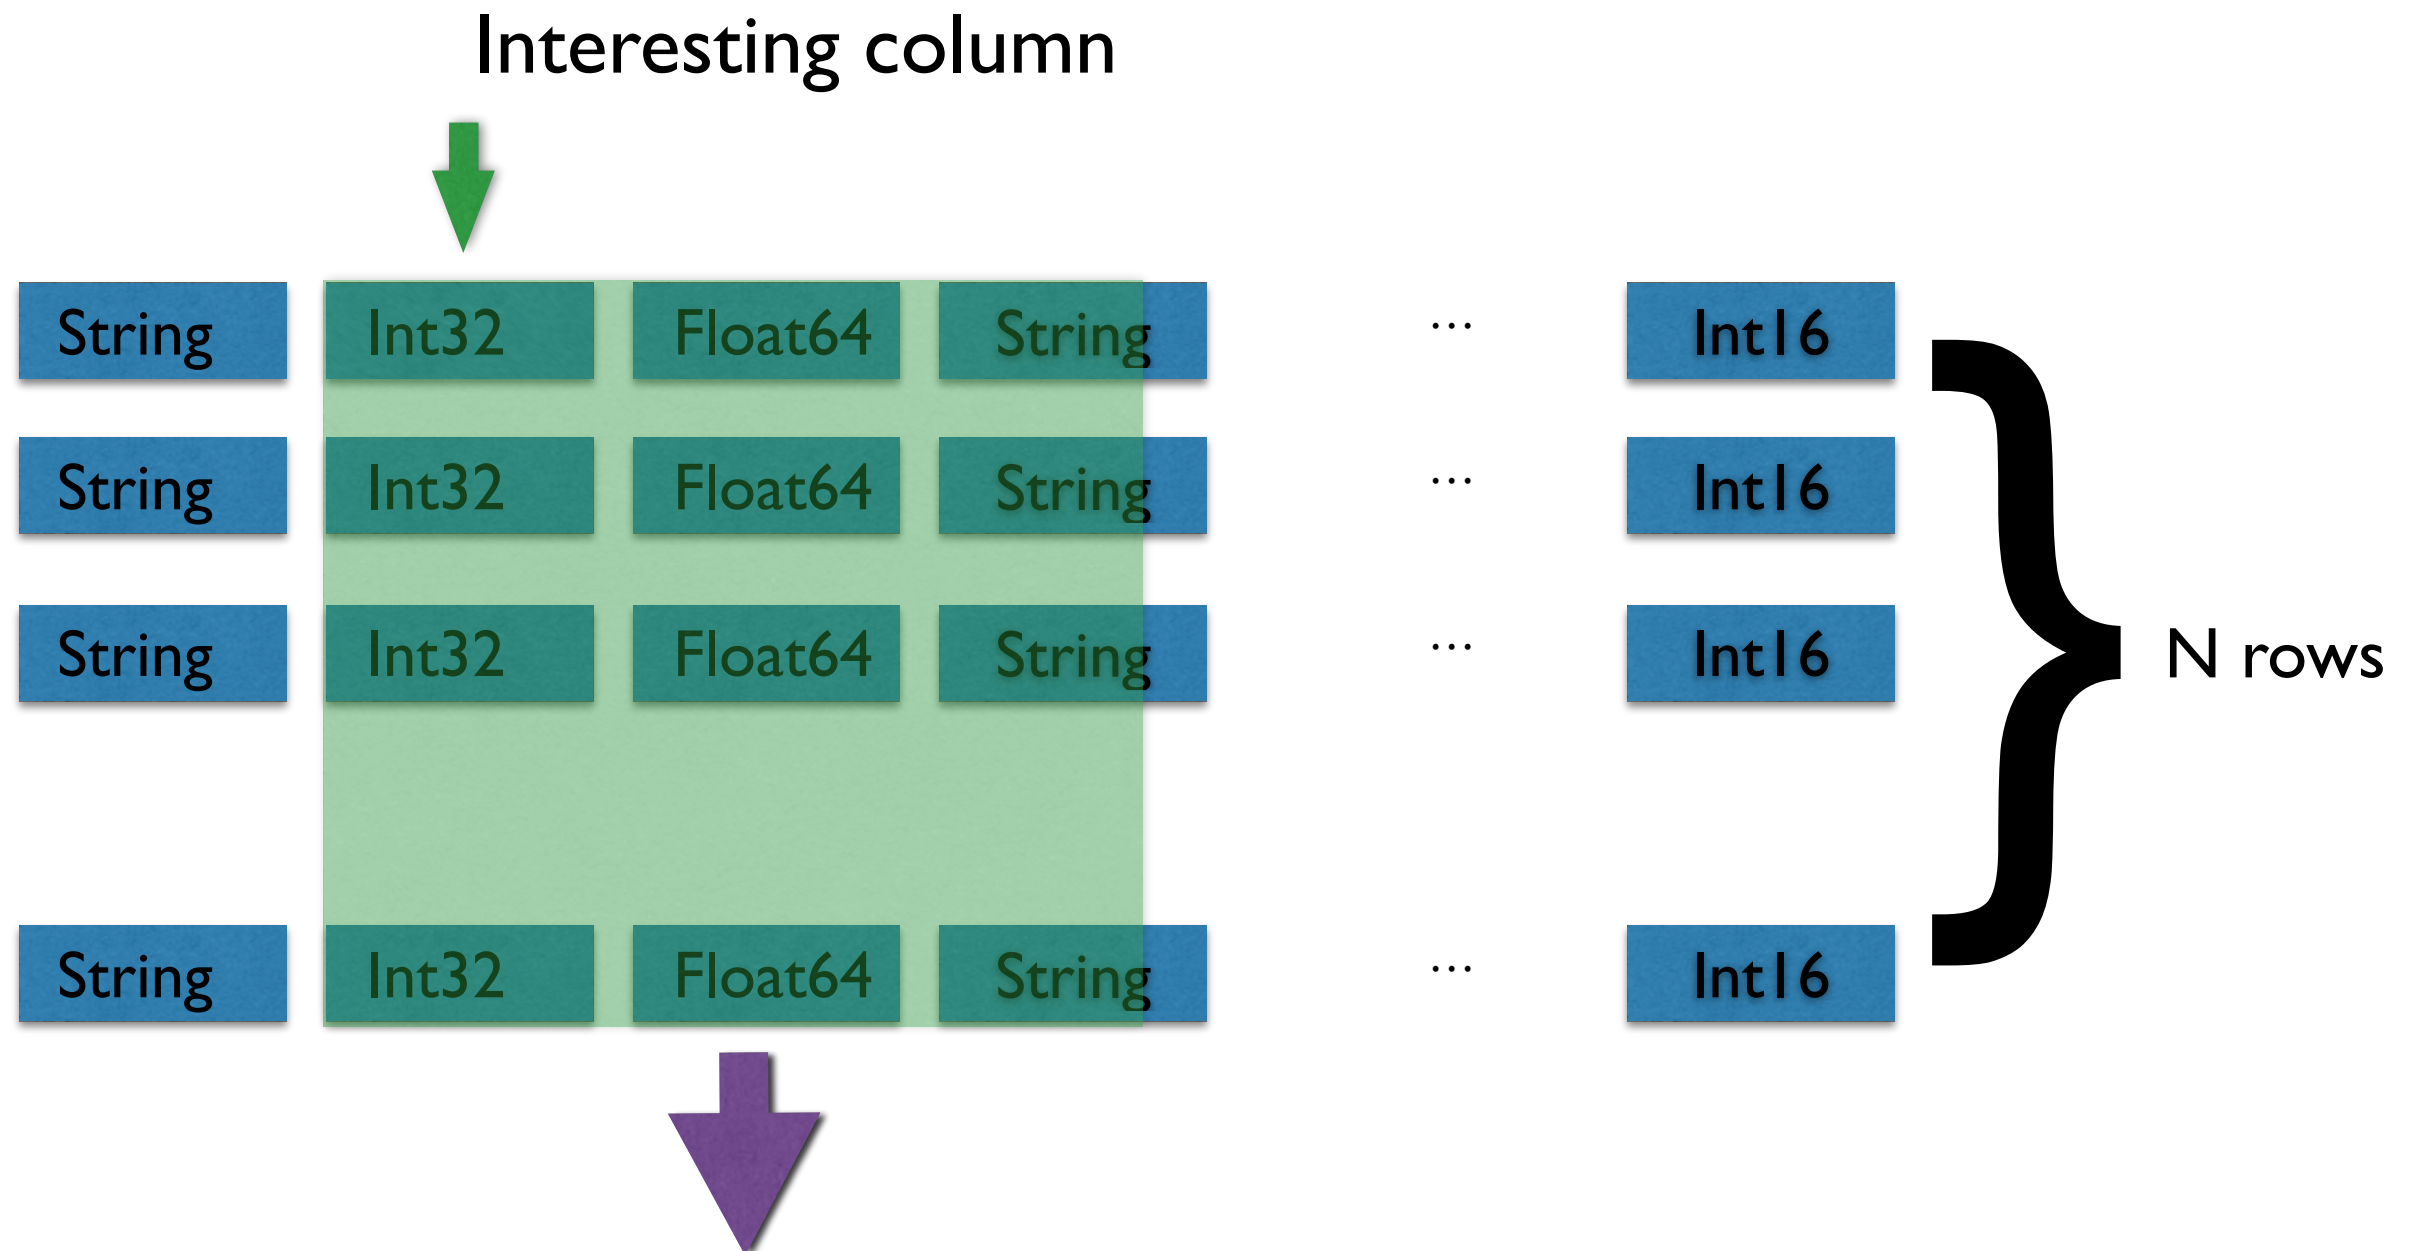 Interesting column
String Int32 Float64 String ... Int16
String Int32 Float64 String ... Int16
String Int32 Float64 String ... Int16
N rows
String Int32 Float64 String ... Int16